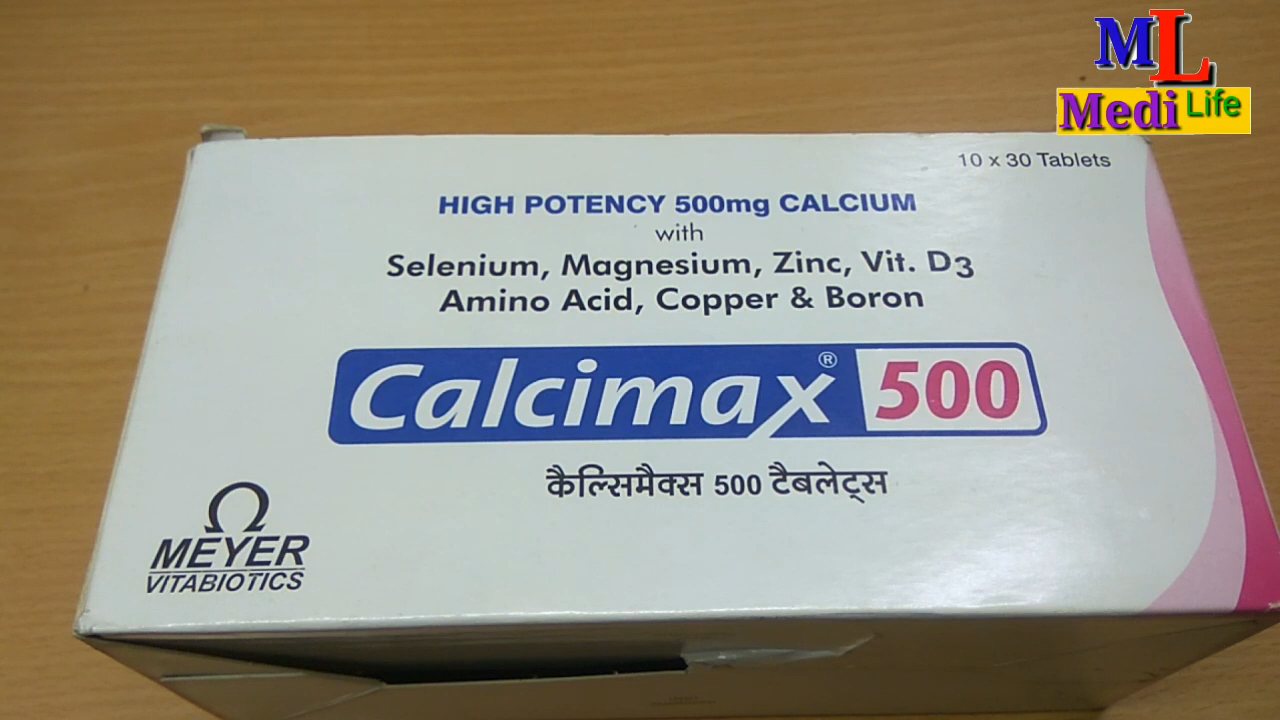 ML
Medi Life
10 x 30 Tablets
HIGH POTENCY 500mg CALCIUM
with
Selenium, Magnesium, Zinc, Vit. D3
Amino Acid, Copper & Boron
Calcimax® 500
कैल्सिमैक्स 500 टैबलेट्स
MEYER
VITABIOTICS